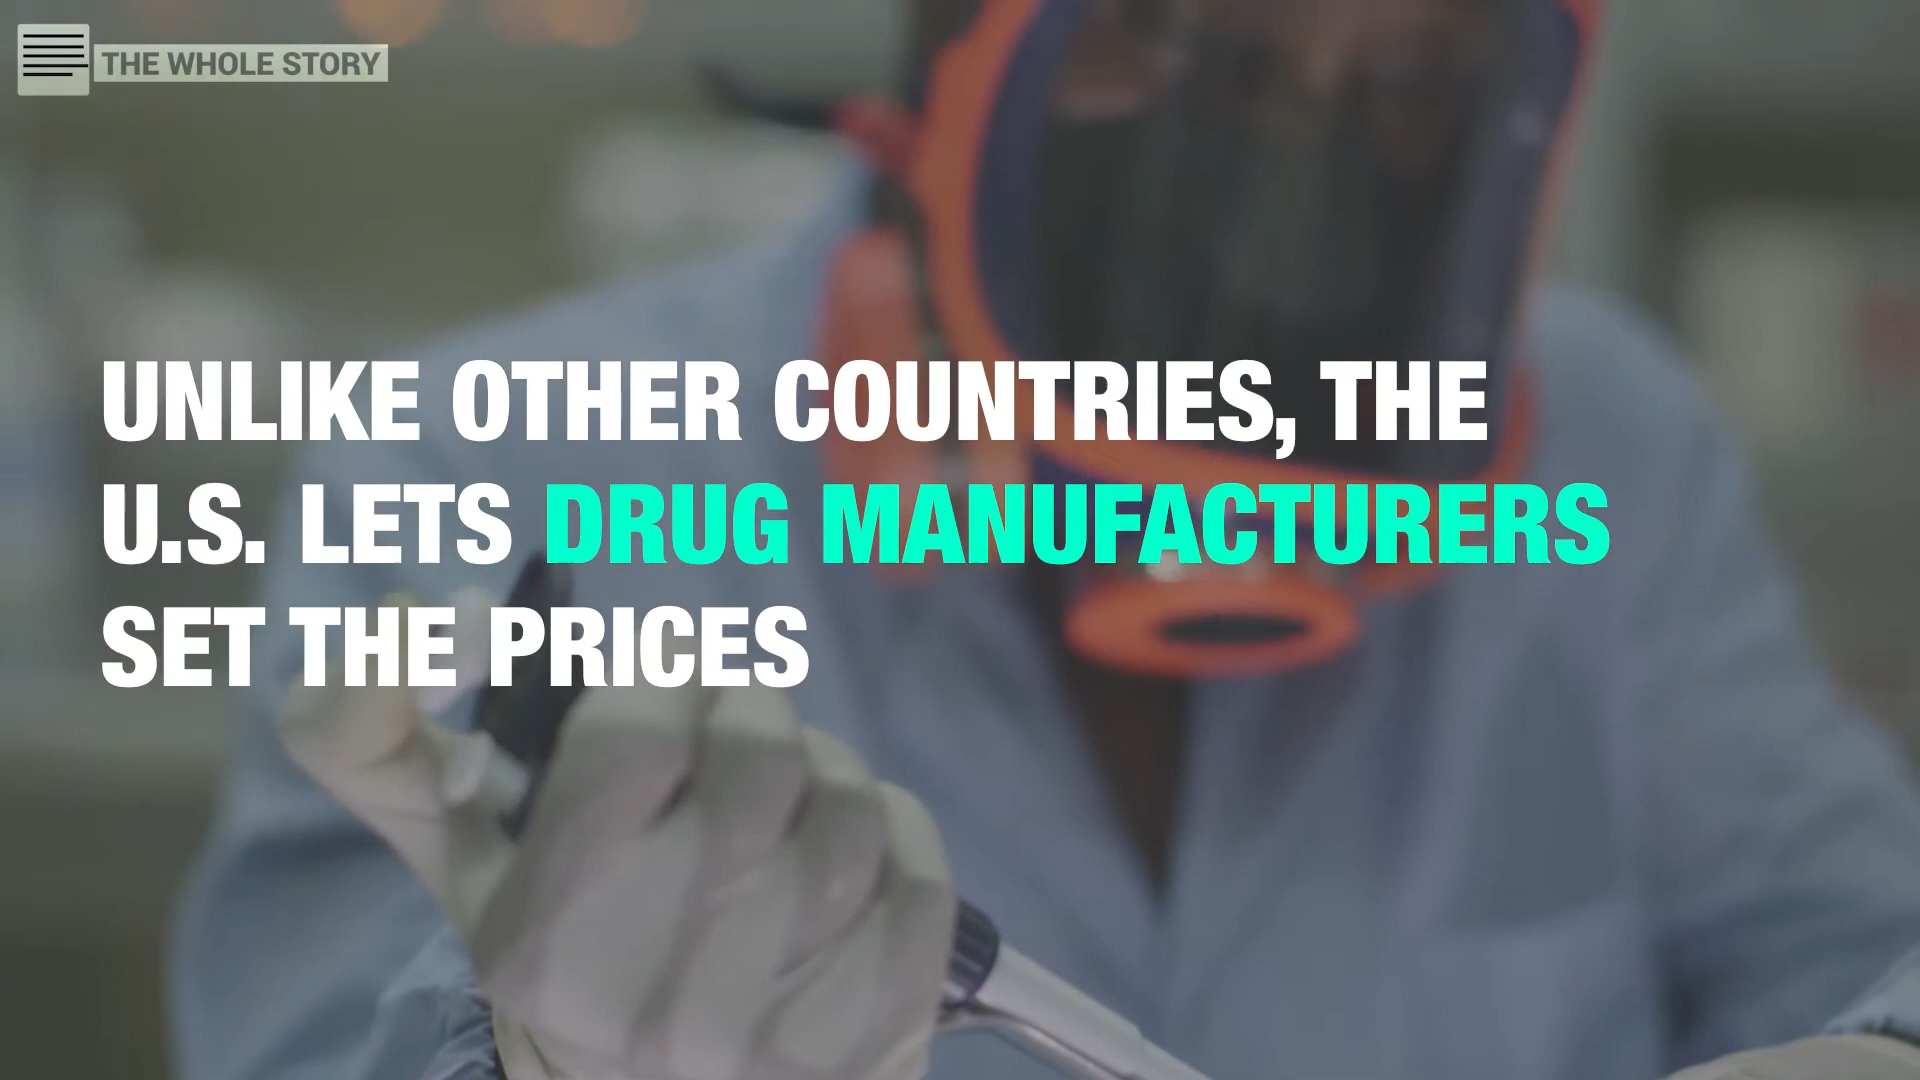 THE WHOLE STORY
UNLIKE OTHER COUNTRIES, THE
U.S. LETS DRUG MANUFACTURERS
SET THE PRICES